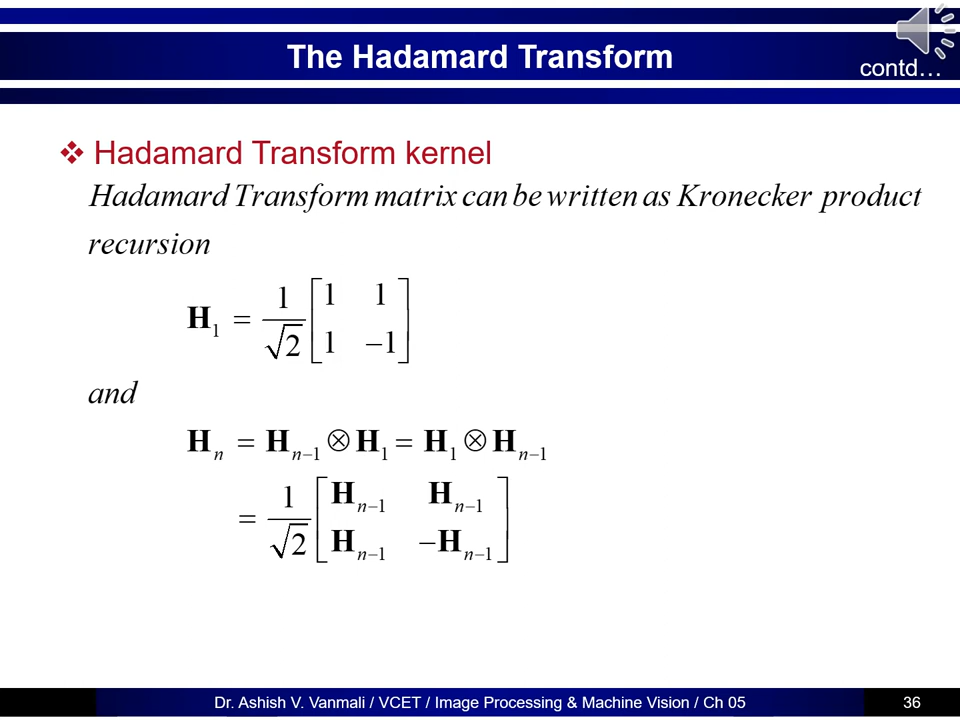 The Hadamard Transform
contd…
❖ Hadamard Transform kernel
Hadamard Transform matrix can be written as Kronecker product
recursion
H₁ = 1/√2 [1 1; 1 −1]
and
Hₙ = Hₙ₋₁ ⊗ H₁ = H₁ ⊗ Hₙ₋₁
= 1/√2 [Hₙ₋₁ Hₙ₋₁; Hₙ₋₁ −Hₙ₋₁]
Dr. Ashish V. Vanmali / VCET / Image Processing & Machine Vision / Ch 05
36